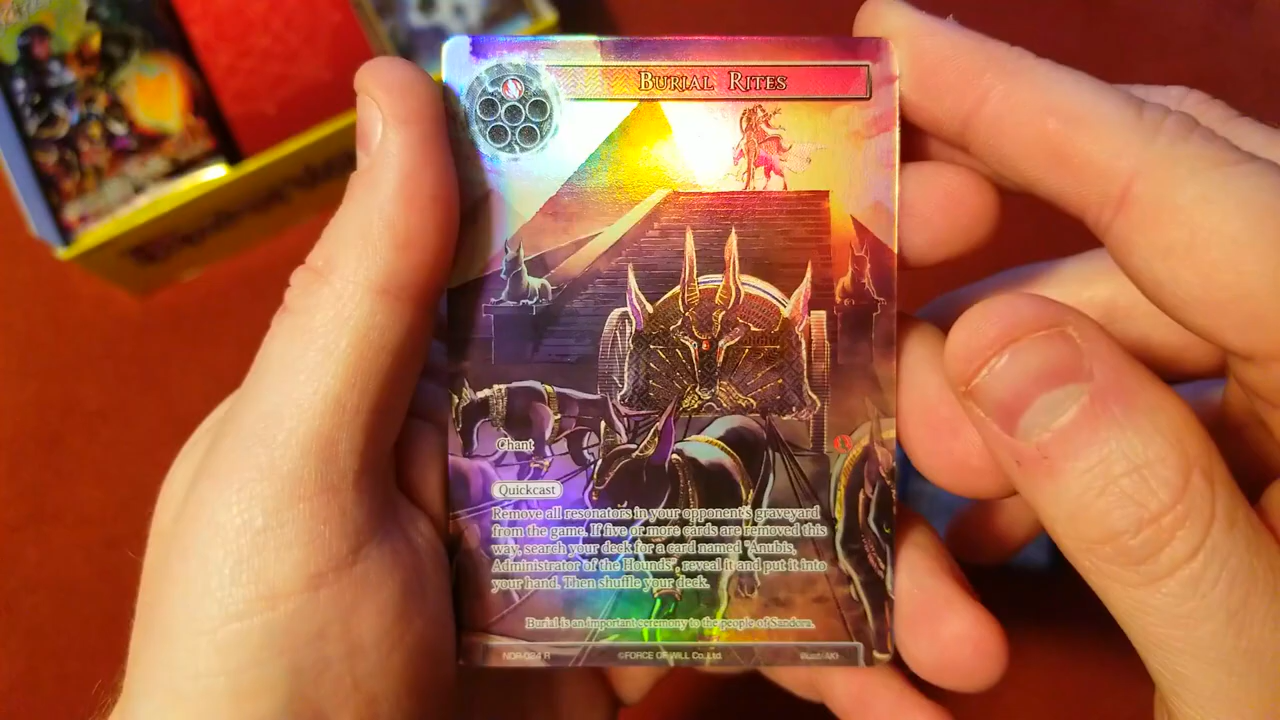 Burial Rites
Chant
Quickcast
Remove all resonators in your opponent's graveyard
from the game. If five or more cards are removed this
way, search your deck for a card named "Anubis,
Administrator of the Hounds", reveal it and put it into
your hand. Then shuffle your deck.
Burial is an important ceremony to the people of Sandora.
NDR-024 R ©FORCE OF WILL Co.,Ltd.